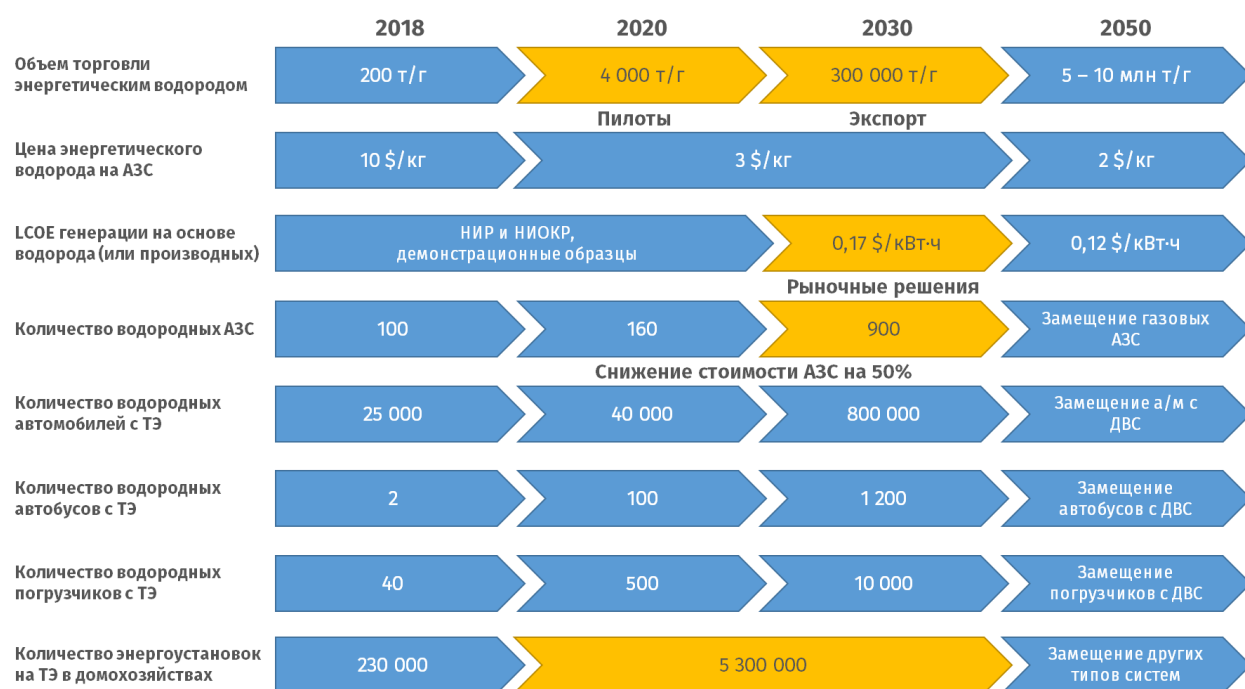 2018 2020 2030 2050
Объем торговли
энергетическим водородом
200 т/г 4 000 т/г 300 000 т/г 5 – 10 млн т/г
Пилоты Экспорт
Цена энергетического
водорода на АЗС
10 $/кг 3 $/кг 2 $/кг
LCOE генерации на основе
водорода (или производных)
НИР и НИОКР,
демонстрационные образцы
0,17 $/кВт·ч 0,12 $/кВт·ч
Рыночные решения
Количество водородных АЗС
100 160 900
Замещение газовых
АЗС
Снижение стоимости АЗС на 50%
Количество водородных
автомобилей с ТЭ
25 000 40 000 800 000
Замещение а/м с
ДВС
Количество водородных
автобусов с ТЭ
2 100 1 200
Замещение
автобусов с ДВС
Количество водородных
погрузчиков с ТЭ
40 500 10 000
Замещение
погрузчиков с ДВС
Количество энергоустановок
на ТЭ в домохозяйствах
230 000 5 300 000
Замещение других
типов систем